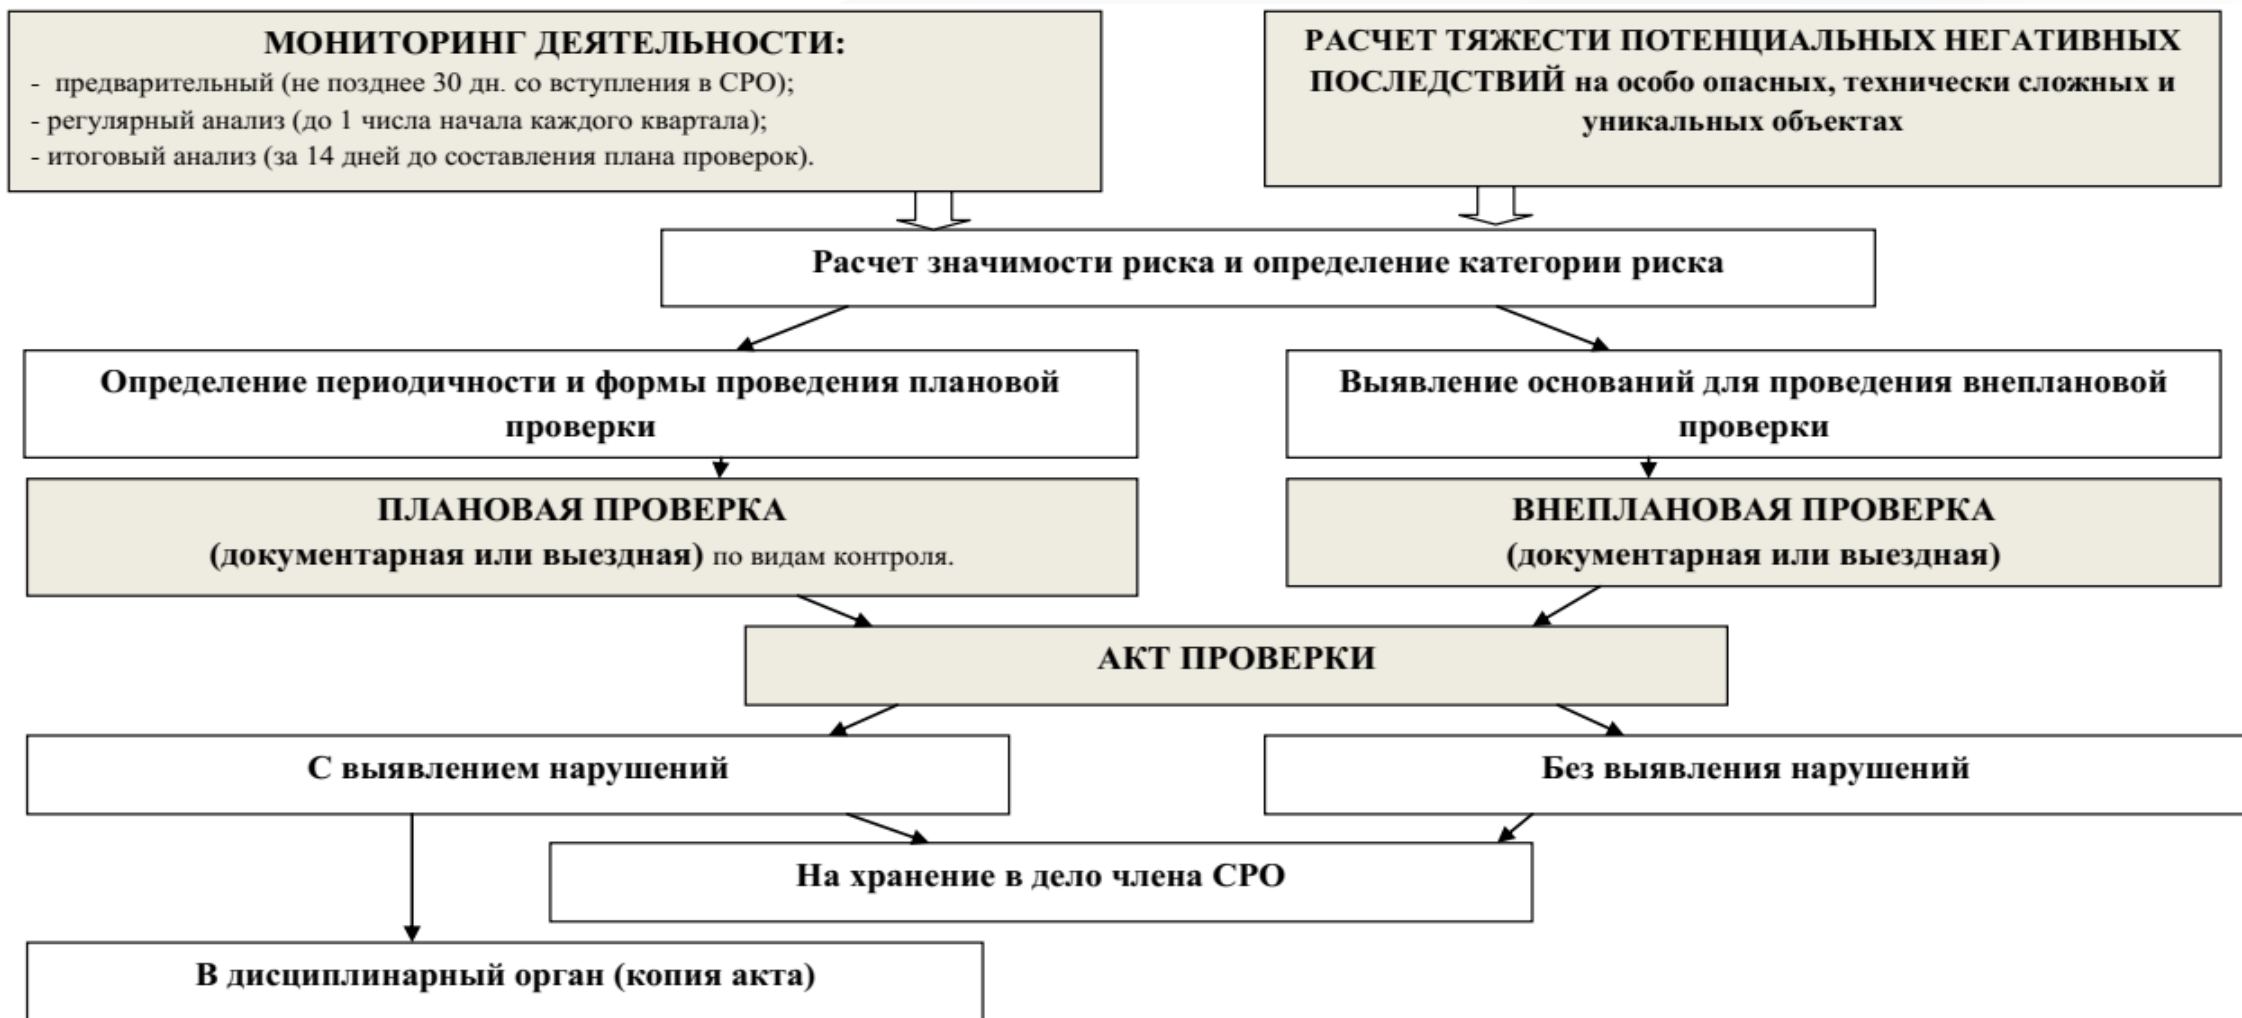 МОНИТОРИНГ ДЕЯТЕЛЬНОСТИ:
- предварительный (не позднее 30 дн. со вступления в СРО);
- регулярный анализ (до 1 числа начала каждого квартала);
- итоговый анализ (за 14 дней до составления плана проверок).
РАСЧЕТ ТЯЖЕСТИ ПОТЕНЦИАЛЬНЫХ НЕГАТИВНЫХ
ПОСЛЕДСТВИЙ на особо опасных, технически сложных и
уникальных объектах
Расчет значимости риска и определение категории риска
Определение периодичности и формы проведения плановой
проверки
Выявление оснований для проведения внеплановой
проверки
ПЛАНОВАЯ ПРОВЕРКА
(документарная или выездная) по видам контроля.
ВНЕПЛАНОВАЯ ПРОВЕРКА
(документарная или выездная)
АКТ ПРОВЕРКИ
С выявлением нарушений
Без выявления нарушений
На хранение в дело члена СРО
В дисциплинарный орган (копия акта)